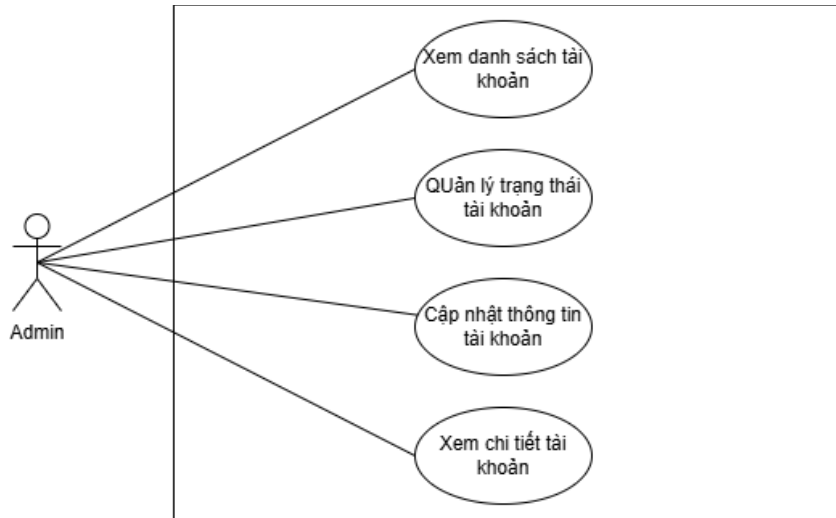 Xem danh sách tài
khoản
QUản lý trạng thái
tài khoản
Cập nhật thông tin
tài khoản
Admin
Xem chi tiết tài
khoản